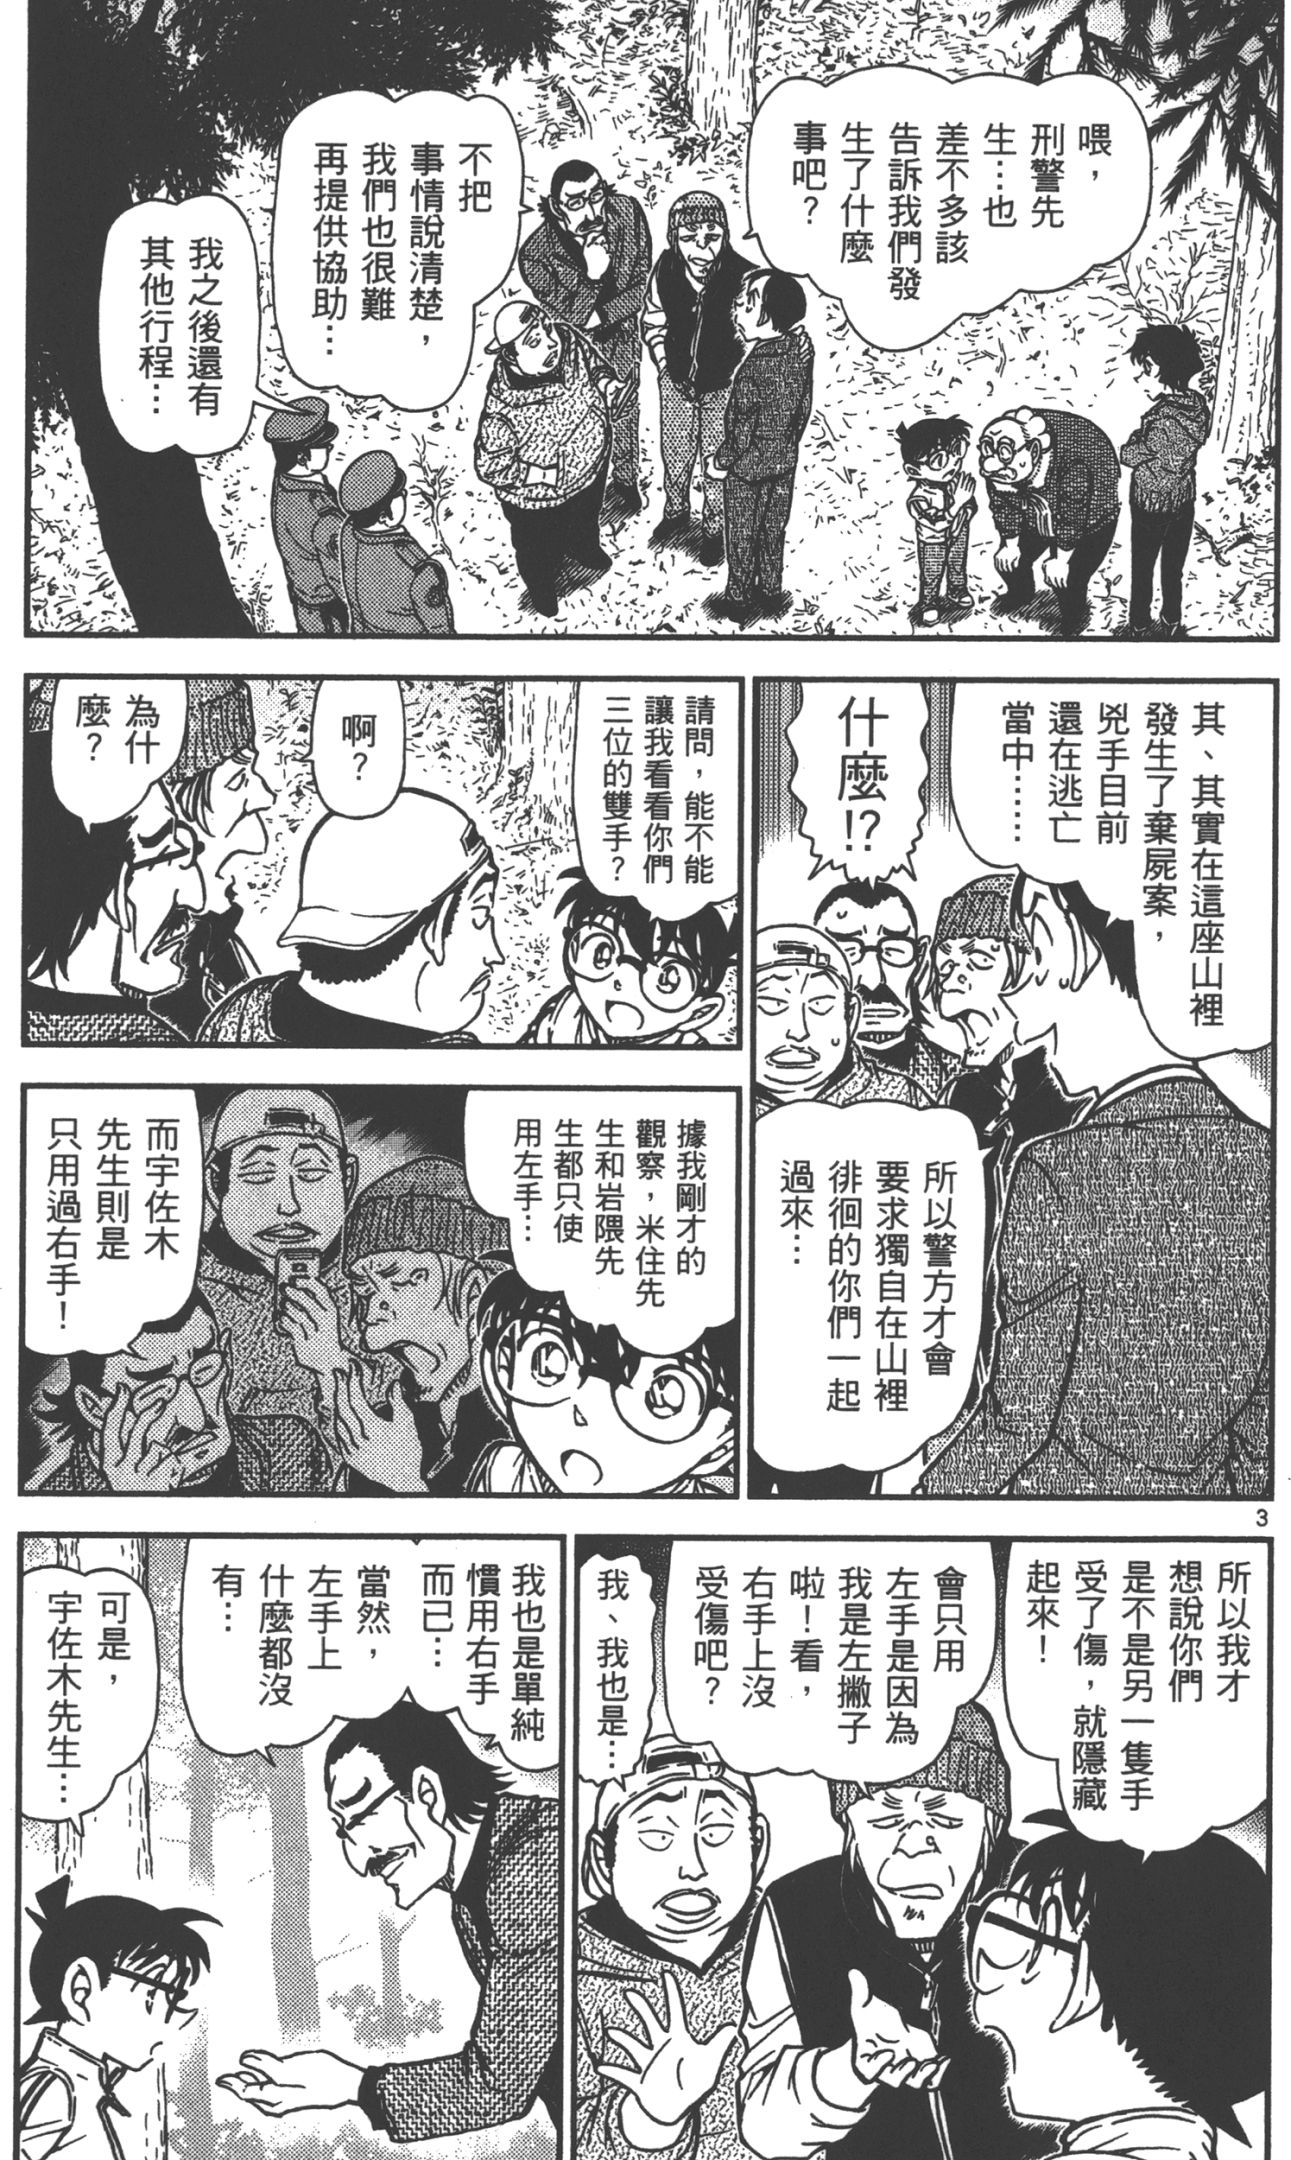 喂，
刑警先
生…也
差不多該
告訴我們發
生了什麼
事吧？
不把
事情說清楚，
我們也很難
再提供協助…
我之後還有
其他行程…
其、其實在這座山裡
發生了棄屍案，
兇手目前
還在逃亡
當中……
什麼!?
所以警方才會
要求獨自在山裡
徘徊的你們一起
過來…
請問，能不能
讓我看看你們
三位的雙手？
啊？
為什
麼？
據我剛才的
觀察，米住先
生和岩隈先
生都只使
用左手…
而宇佐木
先生則是
只用過右手！
3
所以我才
想說你們
是不是另一隻手
受了傷，就隱藏
起來！
會只用
左手是因為
我是左撇子
啦！看，
右手上沒
受傷吧？
我、我也是…
我也是單純
慣用右手
而已…
當然，
左手上
什麼都沒
有…
可是，
宇佐木先生…